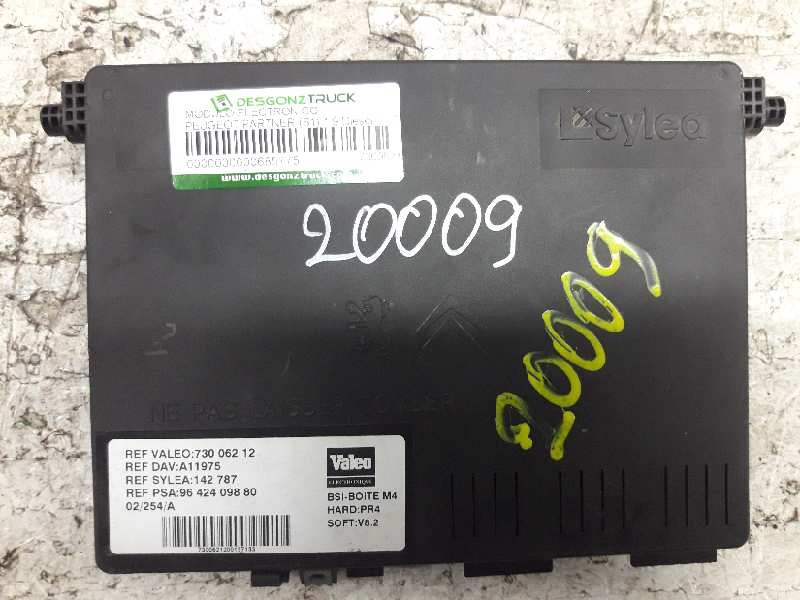 DESGONZTRUCK
MODULO ELECTRONICO
PEUGEOT PARTNER
www.desgonz
Sylea
20009
20009
NE PAS LAISSER TOMBER
REF VALEO:730 062 12
REF DAV:A11975
REF SYLEA:142 787
REF PSA:96 424 098 80
02/254/A
Valeo
ELECTRONIQUE
BSI-BOITE M4
HARD:PR4
SOFT:V8.2